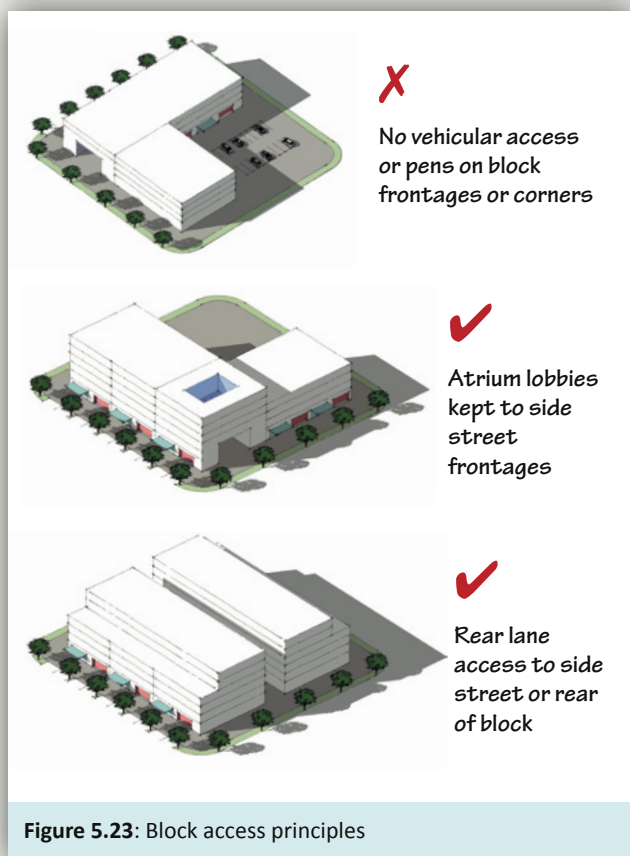 ✗
No vehicular access
or pens on block
frontages or corners
✔
Atrium lobbies
kept to side
street
frontages
✔
Rear lane
access to side
street or rear
of block
Figure 5.23: Block access principles